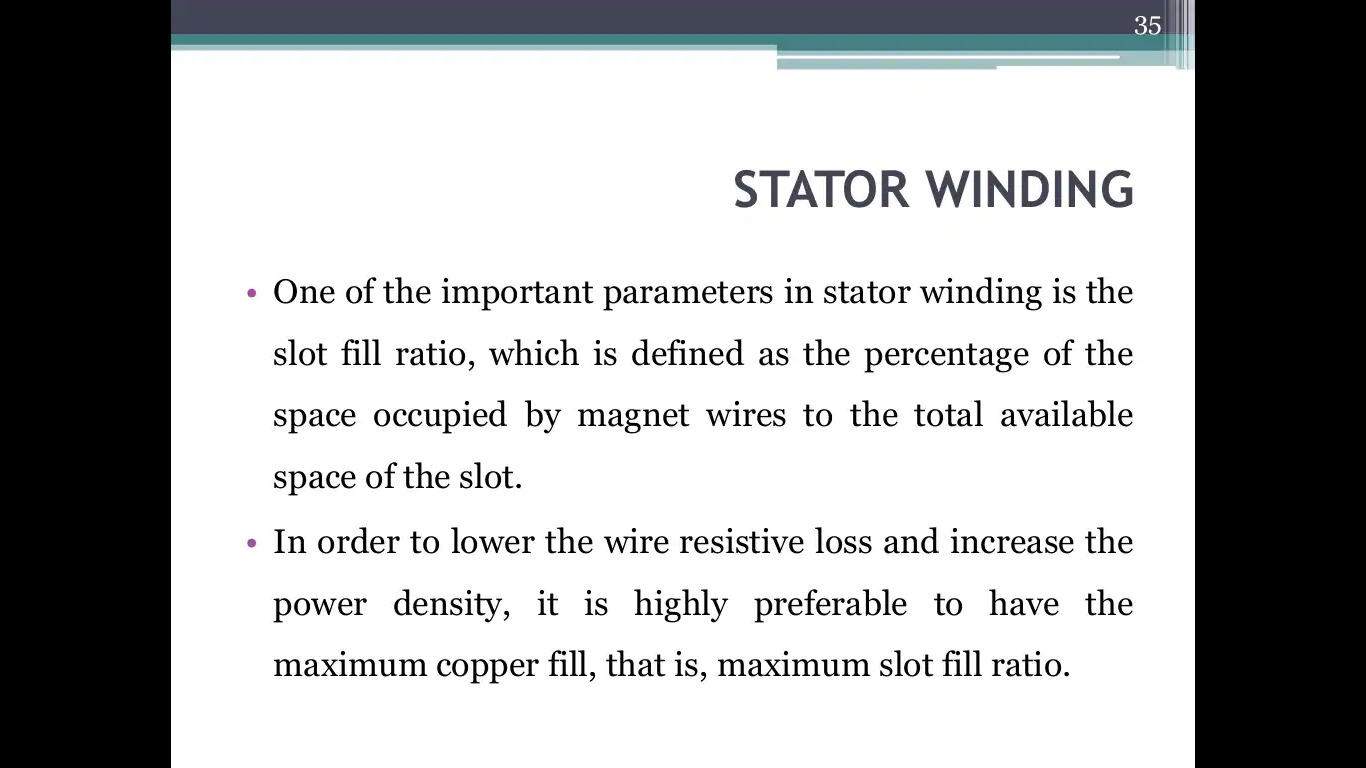 35
STATOR WINDING
• One of the important parameters in stator winding is the
slot fill ratio, which is defined as the percentage of the
space occupied by magnet wires to the total available
space of the slot.
• In order to lower the wire resistive loss and increase the
power density, it is highly preferable to have the
maximum copper fill, that is, maximum slot fill ratio.